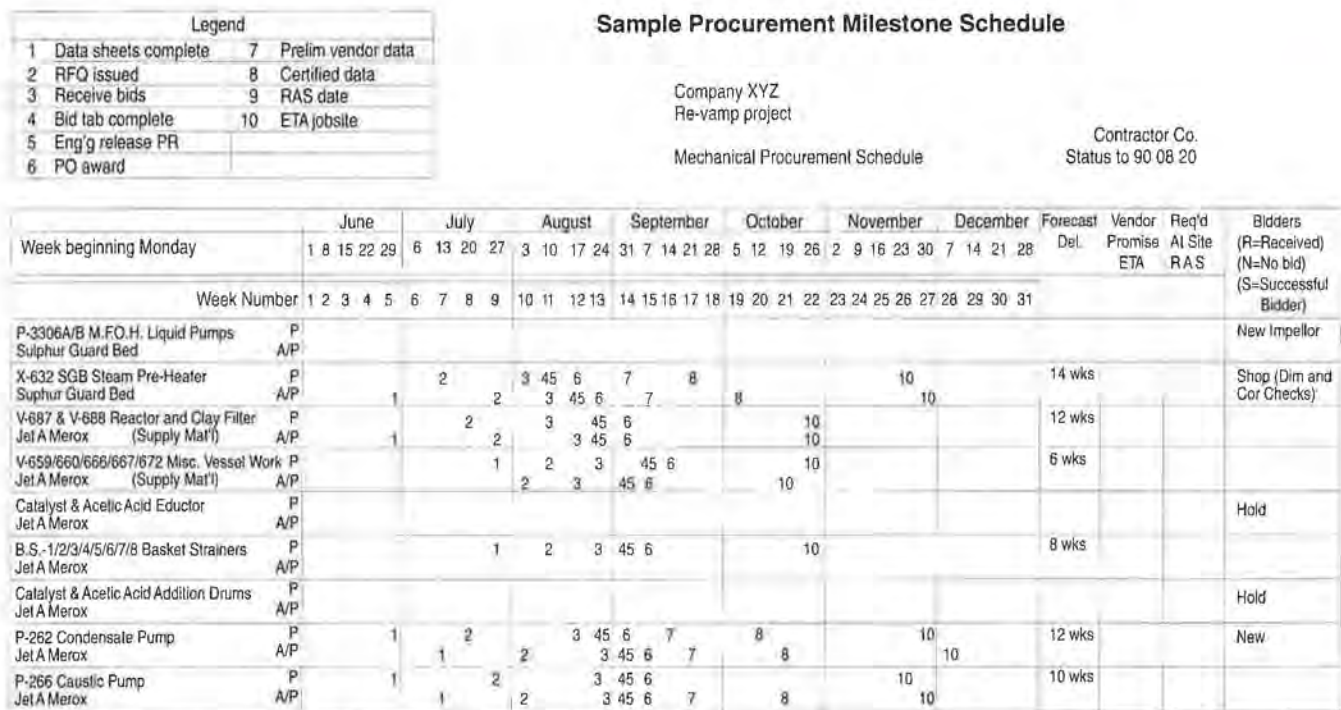 Sample Procurement Milestone Schedule
Legend
1 Data sheets complete 7 Prelim vendor data
2 RFQ issued 8 Certified data
3 Receive bids 9 RAS date
4 Bid tab complete 10 ETA jobsite
5 Eng'g release PR
6 PO award
Company XYZ
Re-vamp project
Mechanical Procurement Schedule
Contractor Co.
Status to 90 08 20
June July August September October November December Forecast Del. Vendor Promise ETA Req'd At Site RAS Bidders (R=Received) (N=No bid) (S=Successful Bidder)
Week beginning Monday 1 8 15 22 29 6 13 20 27 3 10 17 24 31 7 14 21 28 5 12 19 26 2 9 16 23 30 7 14 21 28
Week Number 1 2 3 4 5 6 7 8 9 10 11 12 13 14 15 16 17 18 19 20 21 22 23 24 25 26 27 28 29 30 31
P-3306A/B M.F.O.H. Liquid Pumps P New Impellor
Sulphur Guard Bed A/P
X-632 SGB Steam Pre-Heater P 2 3 45 6 7 8 10 14 wks Shop (Dim and
Suphur Guard Bed A/P 1 2 3 45 6 7 8 10 Cor Checks)
V-687 & V-688 Reactor and Clay Filter P 2 3 45 6 10 12 wks
Jet A Merox (Supply Mat'l) A/P 1 2 3 45 6 10
V-659/660/666/667/672 Misc. Vessel Work P 1 2 3 45 6 10 6 wks
Jet A Merox (Supply Mat'l) A/P 2 3 45 6 10
Catalyst & Acetic Acid Eductor P Hold
Jet A Merox A/P
B.S.-1/2/3/4/5/6/7/8 Basket Strainers P 1 2 3 45 6 10 8 wks
Jet A Merox A/P
Catalyst & Acetic Acid Addition Drums P Hold
Jet A Merox A/P
P-262 Condensale Pump P 1 2 3 45 6 7 8 10 12 wks New
Jet A Merox A/P 1 2 3 45 6 7 8 10
P-266 Caustic Pump P 1 2 3 45 6 10 10 wks
Jet A Merox A/P 1 2 3 45 6 7 8 10